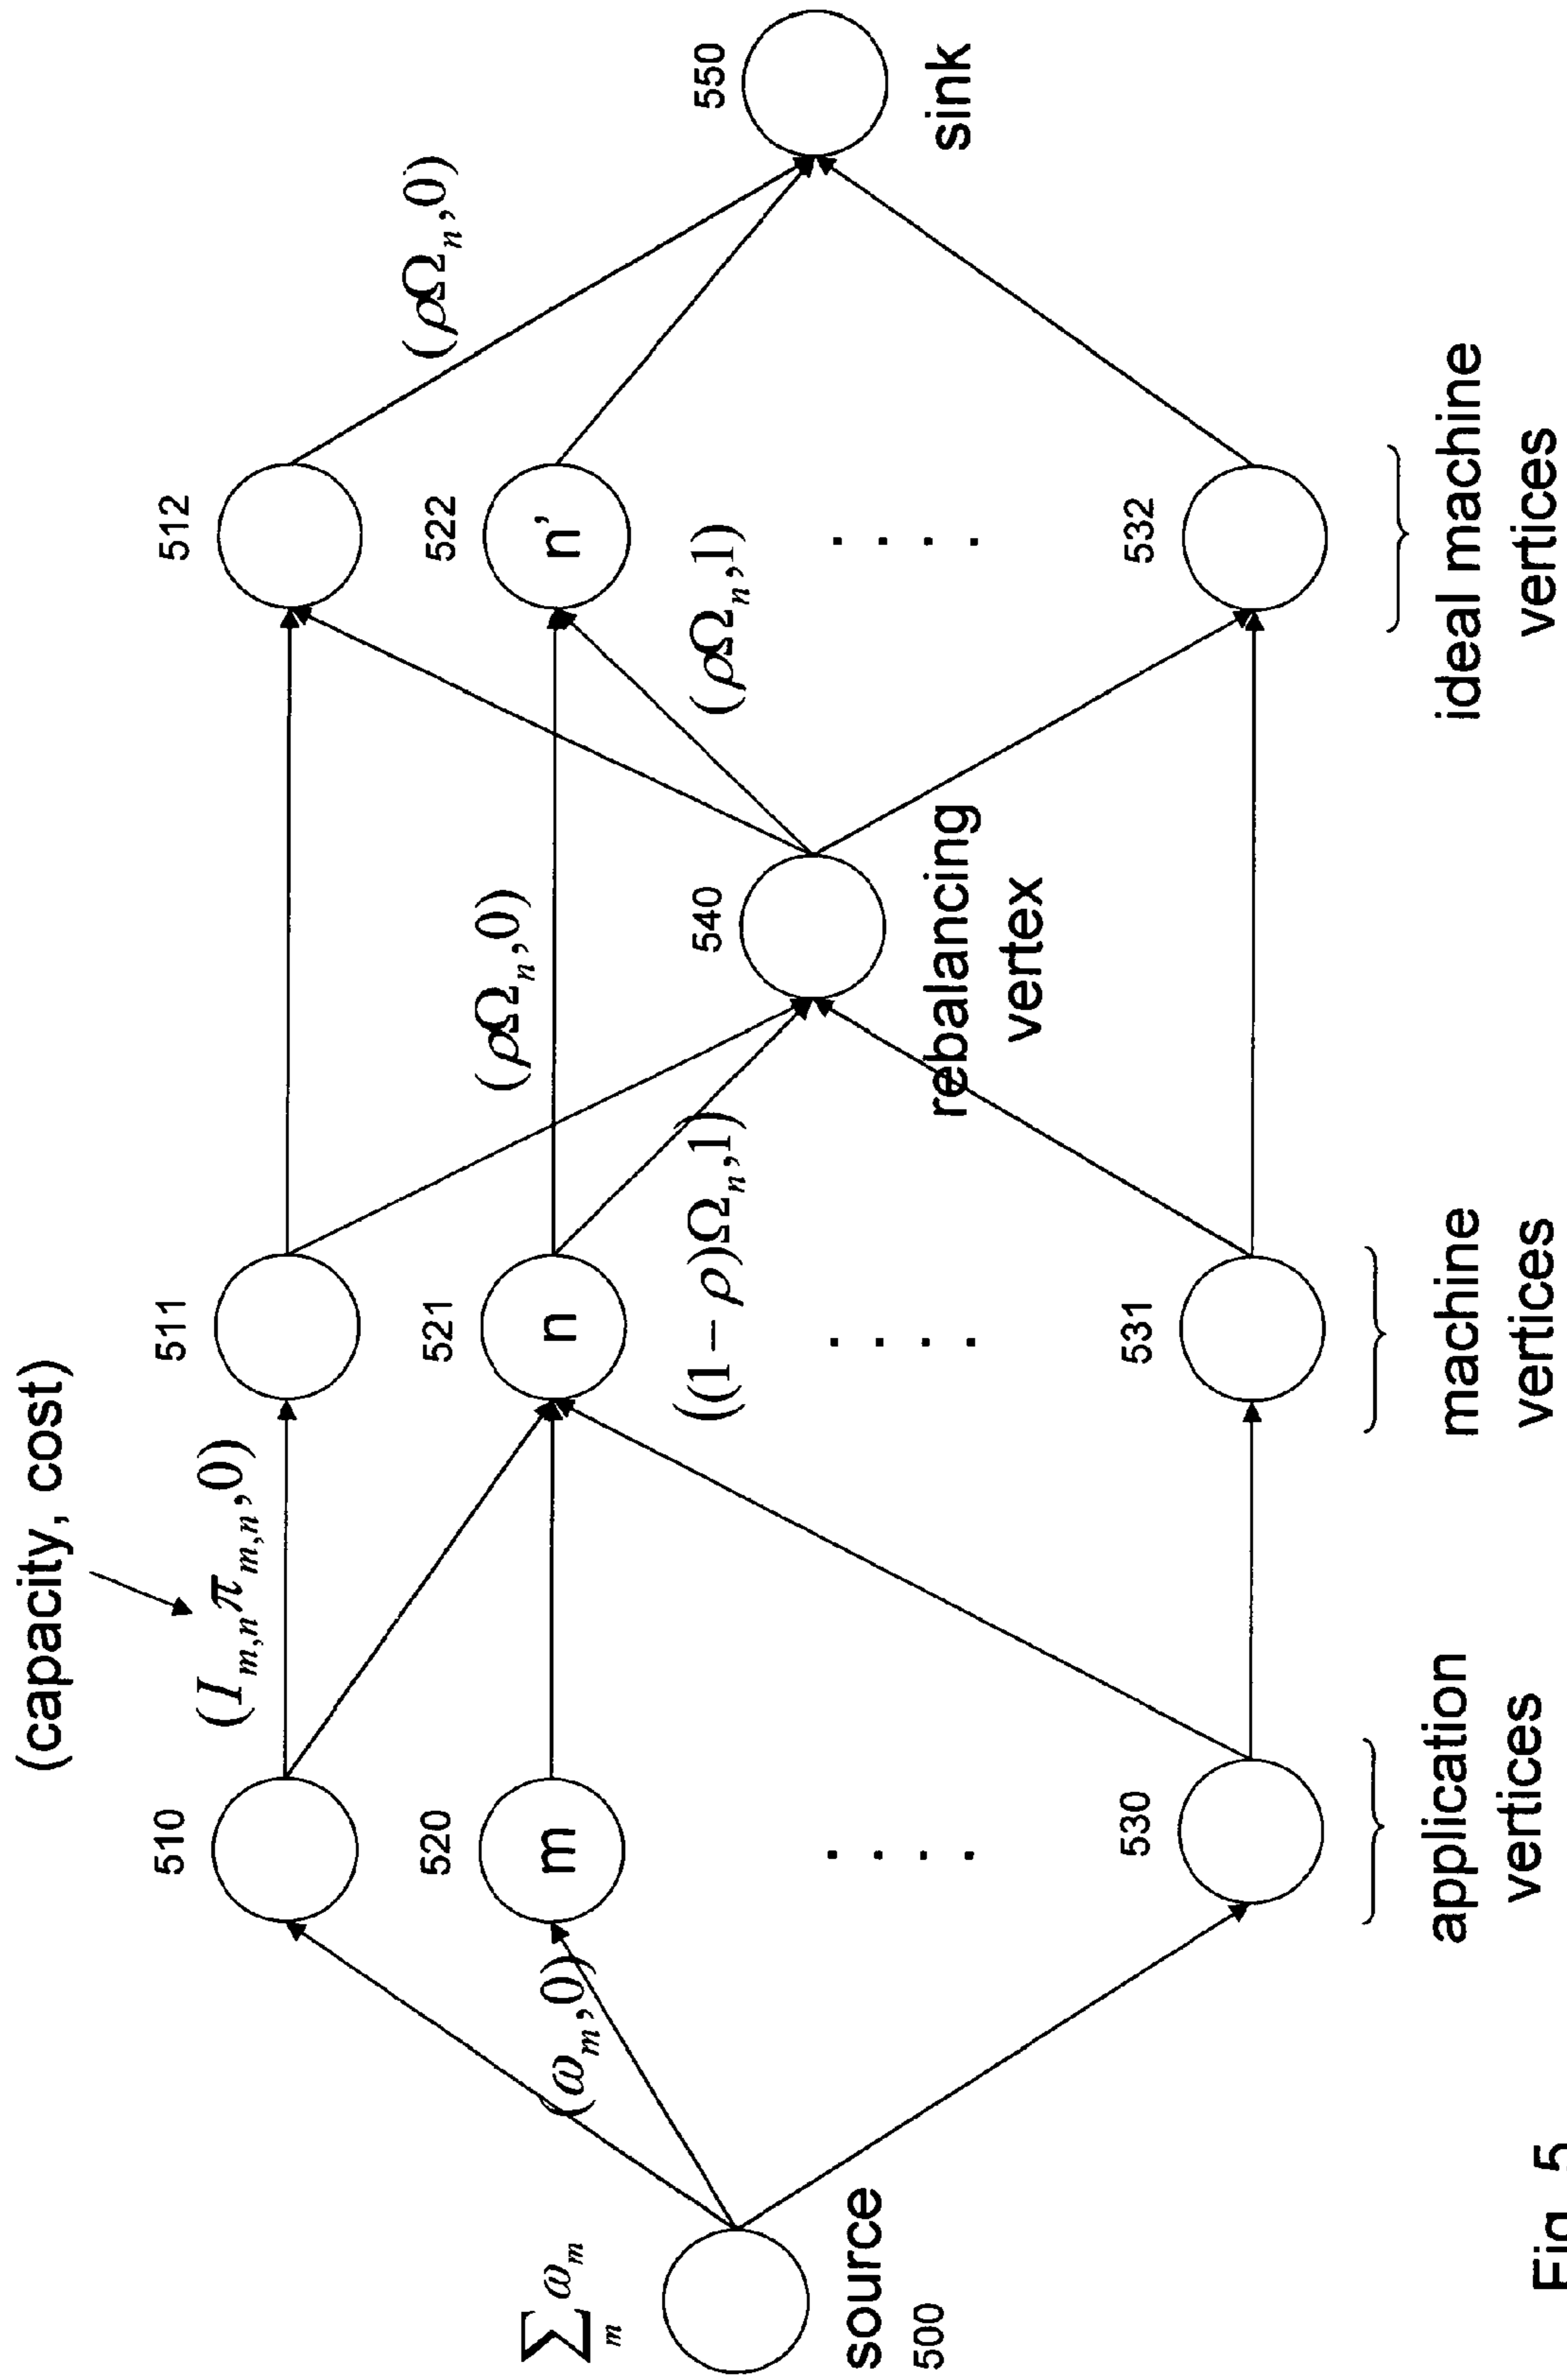 (capacity, cost)
(I_{m,n} π_{m,n}, 0)
510
511
512
(ρΩ_n, 0)
520
m
521
n
(ρΩ_n, 0)
522
n'
∑_m ω_m
(ω_m, 0)
((1 − ρ)Ω_n, 1)
(ρΩ_n, 1)
source
500
540
rebalancing
vertex
550
sink
. . . .
. . . .
. . . .
530
531
532
application
vertices
machine
vertices
ideal machine
vertices
Fig. 5